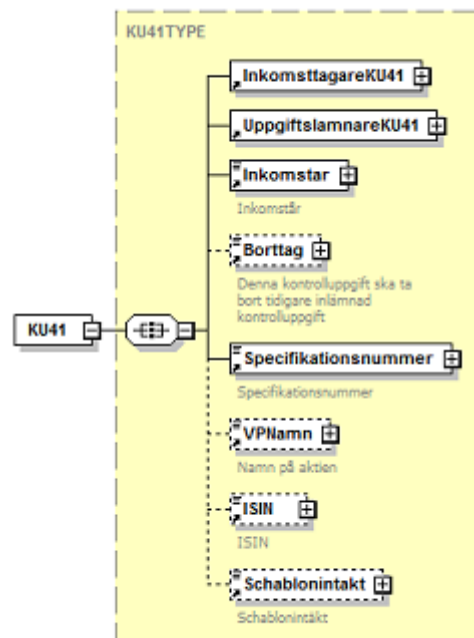 KU41TYPE
InkomsttagareKU41
UppgiftslamnareKU41
Inkomstar
Inkomstår
Borttag
Denna kontrolluppgift ska ta
bort tidigare inlämnad
kontrolluppgift
KU41
Specifikationsnummer
Specifikationsnummer
VPNamn
Namn på aktien
ISIN
ISIN
Schablonintakt
Schablonintäkt